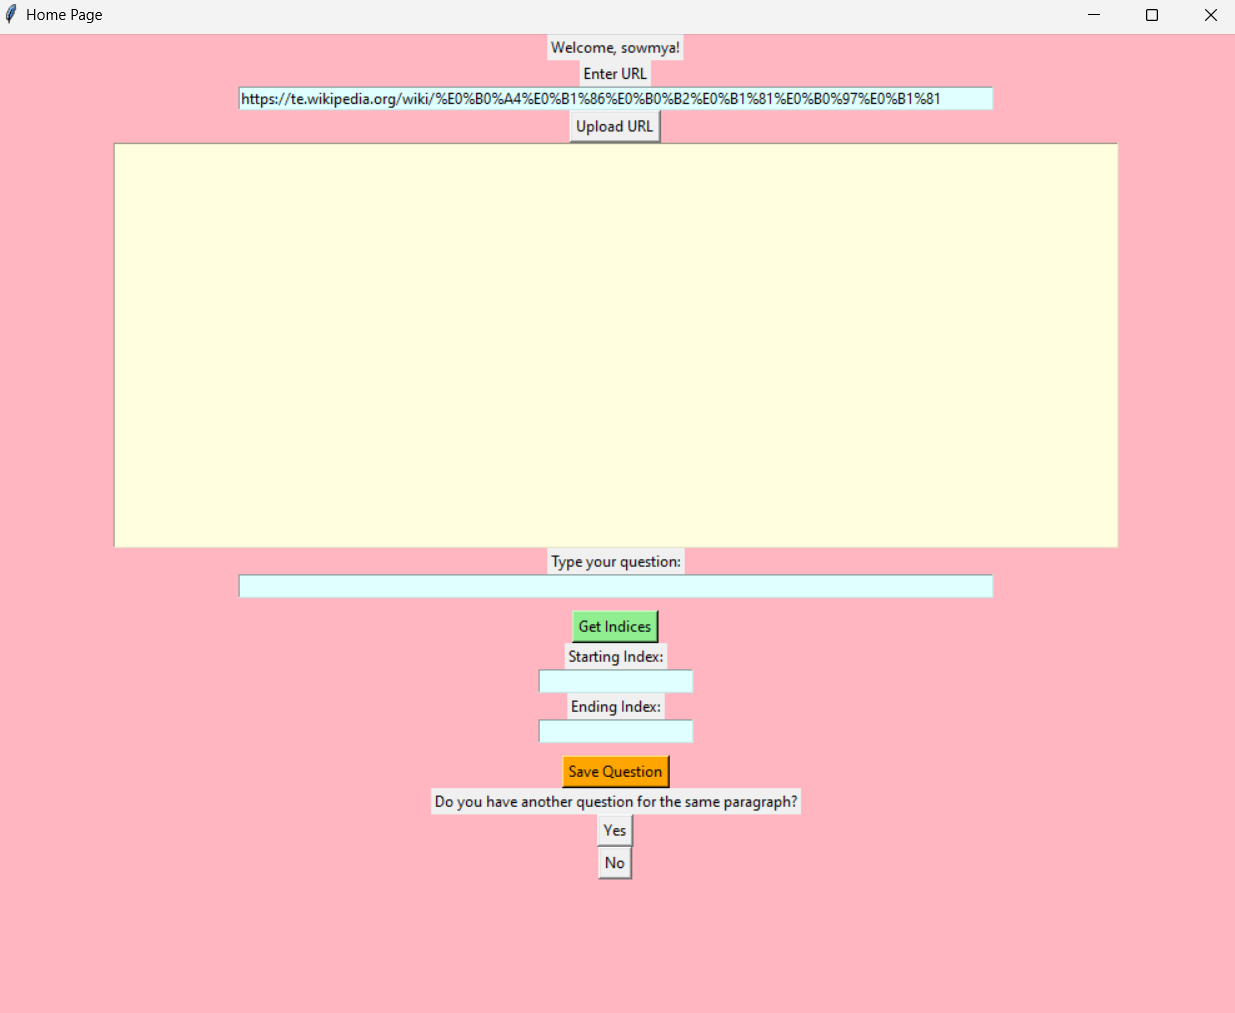 Home Page
Welcome, sowmya!
Enter URL
https://te.wikipedia.org/wiki/%E0%B0%A4%E0%B1%86%E0%B0%B2%E0%B1%81%E0%B0%97%E0%B1%81
Upload URL
Type your question:
Get Indices
Starting Index:
Ending Index:
Save Question
Do you have another question for the same paragraph?
Yes
No